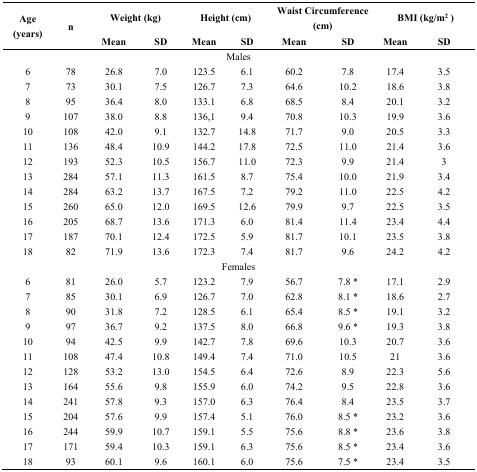 Age (years) n Weight (kg) Height (cm) Waist Circumference (cm) BMI (kg/m² )
Mean SD Mean SD Mean SD Mean SD
Males
6 78 26.8 7.0 123.5 6.1 60.2 7.8 17.4 3.5
7 73 30.1 7.5 126.7 7.3 64.6 10.2 18.6 3.8
8 95 36.4 8.0 133.1 6.8 68.5 8.4 20.1 3.2
9 107 38.0 8.8 136,1 9.4 70.8 10.3 19.9 3.6
10 108 42.0 9.1 132.7 14.8 71.7 9.0 20.5 3.3
11 136 48.4 10.9 144.2 17.8 72.5 11.0 21.4 3.6
12 193 52.3 10.5 156.7 11.0 72.3 9.9 21.4 3
13 284 57.1 11.3 161.5 8.7 75.4 10.0 21.9 3.4
14 284 63.2 13.7 167.5 7.2 79.2 11.0 22.5 4.2
15 260 65.0 12.0 169.5 12.6 79.9 9.7 22.5 3.5
16 205 68.7 13.6 171.3 6.0 81.4 11.4 23.4 4.4
17 187 70.1 12.4 172.5 5.9 81.7 10.1 23.5 3.8
18 82 71.9 13.6 172.3 7.4 81.7 9.6 24.2 4.2
Females
6 81 26.0 5.7 123.2 7.9 56.7 7.8 * 17.1 2.9
7 85 30.1 6.9 126.7 7.0 62.8 8.1 * 18.6 2.7
8 90 31.8 7.2 128.5 6.1 65.4 8.5 * 19.1 3.2
9 97 36.7 9.2 137.5 8.0 66.8 9.6 * 19.3 3.8
10 94 42.5 9.9 142.7 7.8 69.6 10.3 20.7 3.6
11 108 47.4 10.8 149.4 7.4 71.0 10.5 21 3.6
12 128 53.2 13.0 154.5 6.4 72.6 8.9 22.3 5.6
13 164 55.6 9.8 155.9 6.0 74.2 9.5 22.8 3.6
14 241 57.8 9.3 157.0 6.3 76.4 8.4 23.5 3.7
15 204 57.6 9.9 157.4 5.1 76.0 8.5 * 23.2 3.6
16 244 59.9 10.7 159.1 5.5 75.6 8.8 * 23.6 3.8
17 171 59.4 10.3 159.1 6.3 75.6 8.5 * 23.4 3.6
18 93 60.1 9.6 160.1 6.0 75.6 7.5 * 23.4 3.5